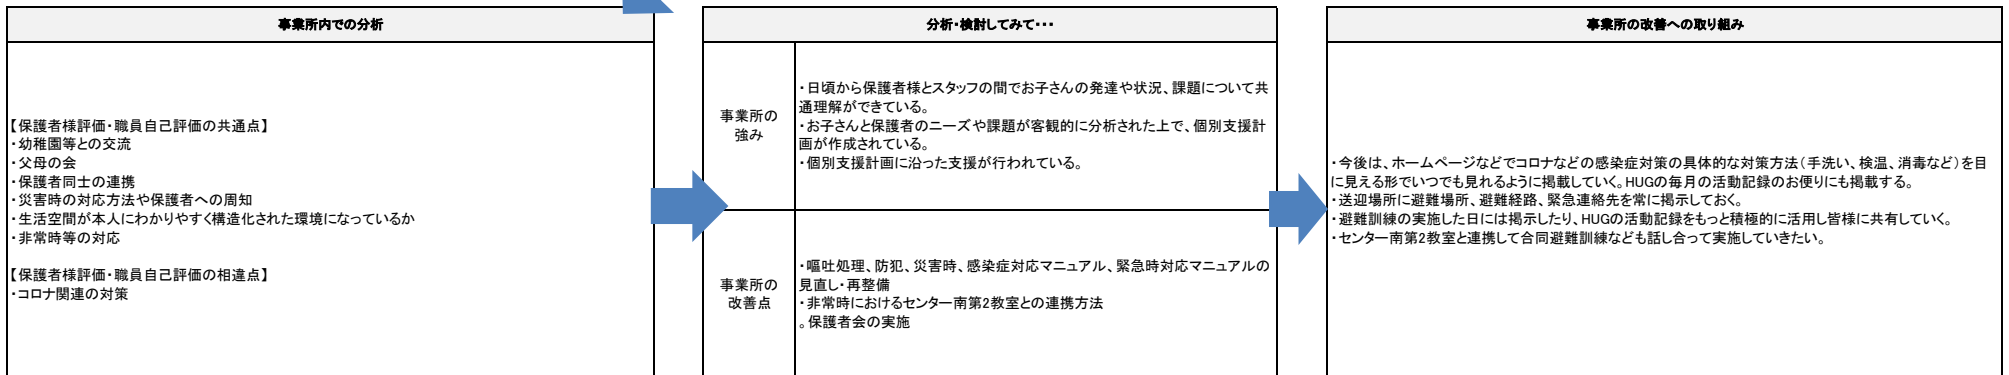 事業所内での分析
【保護者様評価・職員自己評価の共通点】
・幼稚園等との交流
・父母の会
・保護者同士の連携
・災害時の対応方法や保護者への周知
・生活空間が本人にわかりやすく構造化された環境になっているか
・非常時等の対応
【保護者様評価・職員自己評価の相違点】
・コロナ関連の対策
分析・検討してみて・・・
事業所の
強み
・日頃から保護者様とスタッフの間でお子さんの発達や状況、課題について共
通理解ができている。
・お子さんと保護者のニーズや課題が客観的に分析された上で、個別支援計
画が作成されている。
・個別支援計画に沿った支援が行われている。
事業所の
改善点
・嘔吐処理、防犯、災害時、感染症対応マニュアル、緊急時対応マニュアルの
見直し・再整備
・非常時におけるセンター南第2教室との連携方法
。保護者会の実施
事業所の改善への取り組み
・今後は、ホームページなどでコロナなどの感染症対策の具体的な対策方法（手洗い、検温、消毒など）を目
に見える形でいつでも見れるように掲載していく。HUGの毎月の活動記録のお便りにも掲載する。
・送迎場所に避難場所、避難経路、緊急連絡先を常に掲示しておく。
・避難訓練の実施した日には掲示したり、HUGの活動記録をもっと積極的に活用し皆様に共有していく。
・センター南第2教室と連携して合同避難訓練なども話し合って実施していきたい。